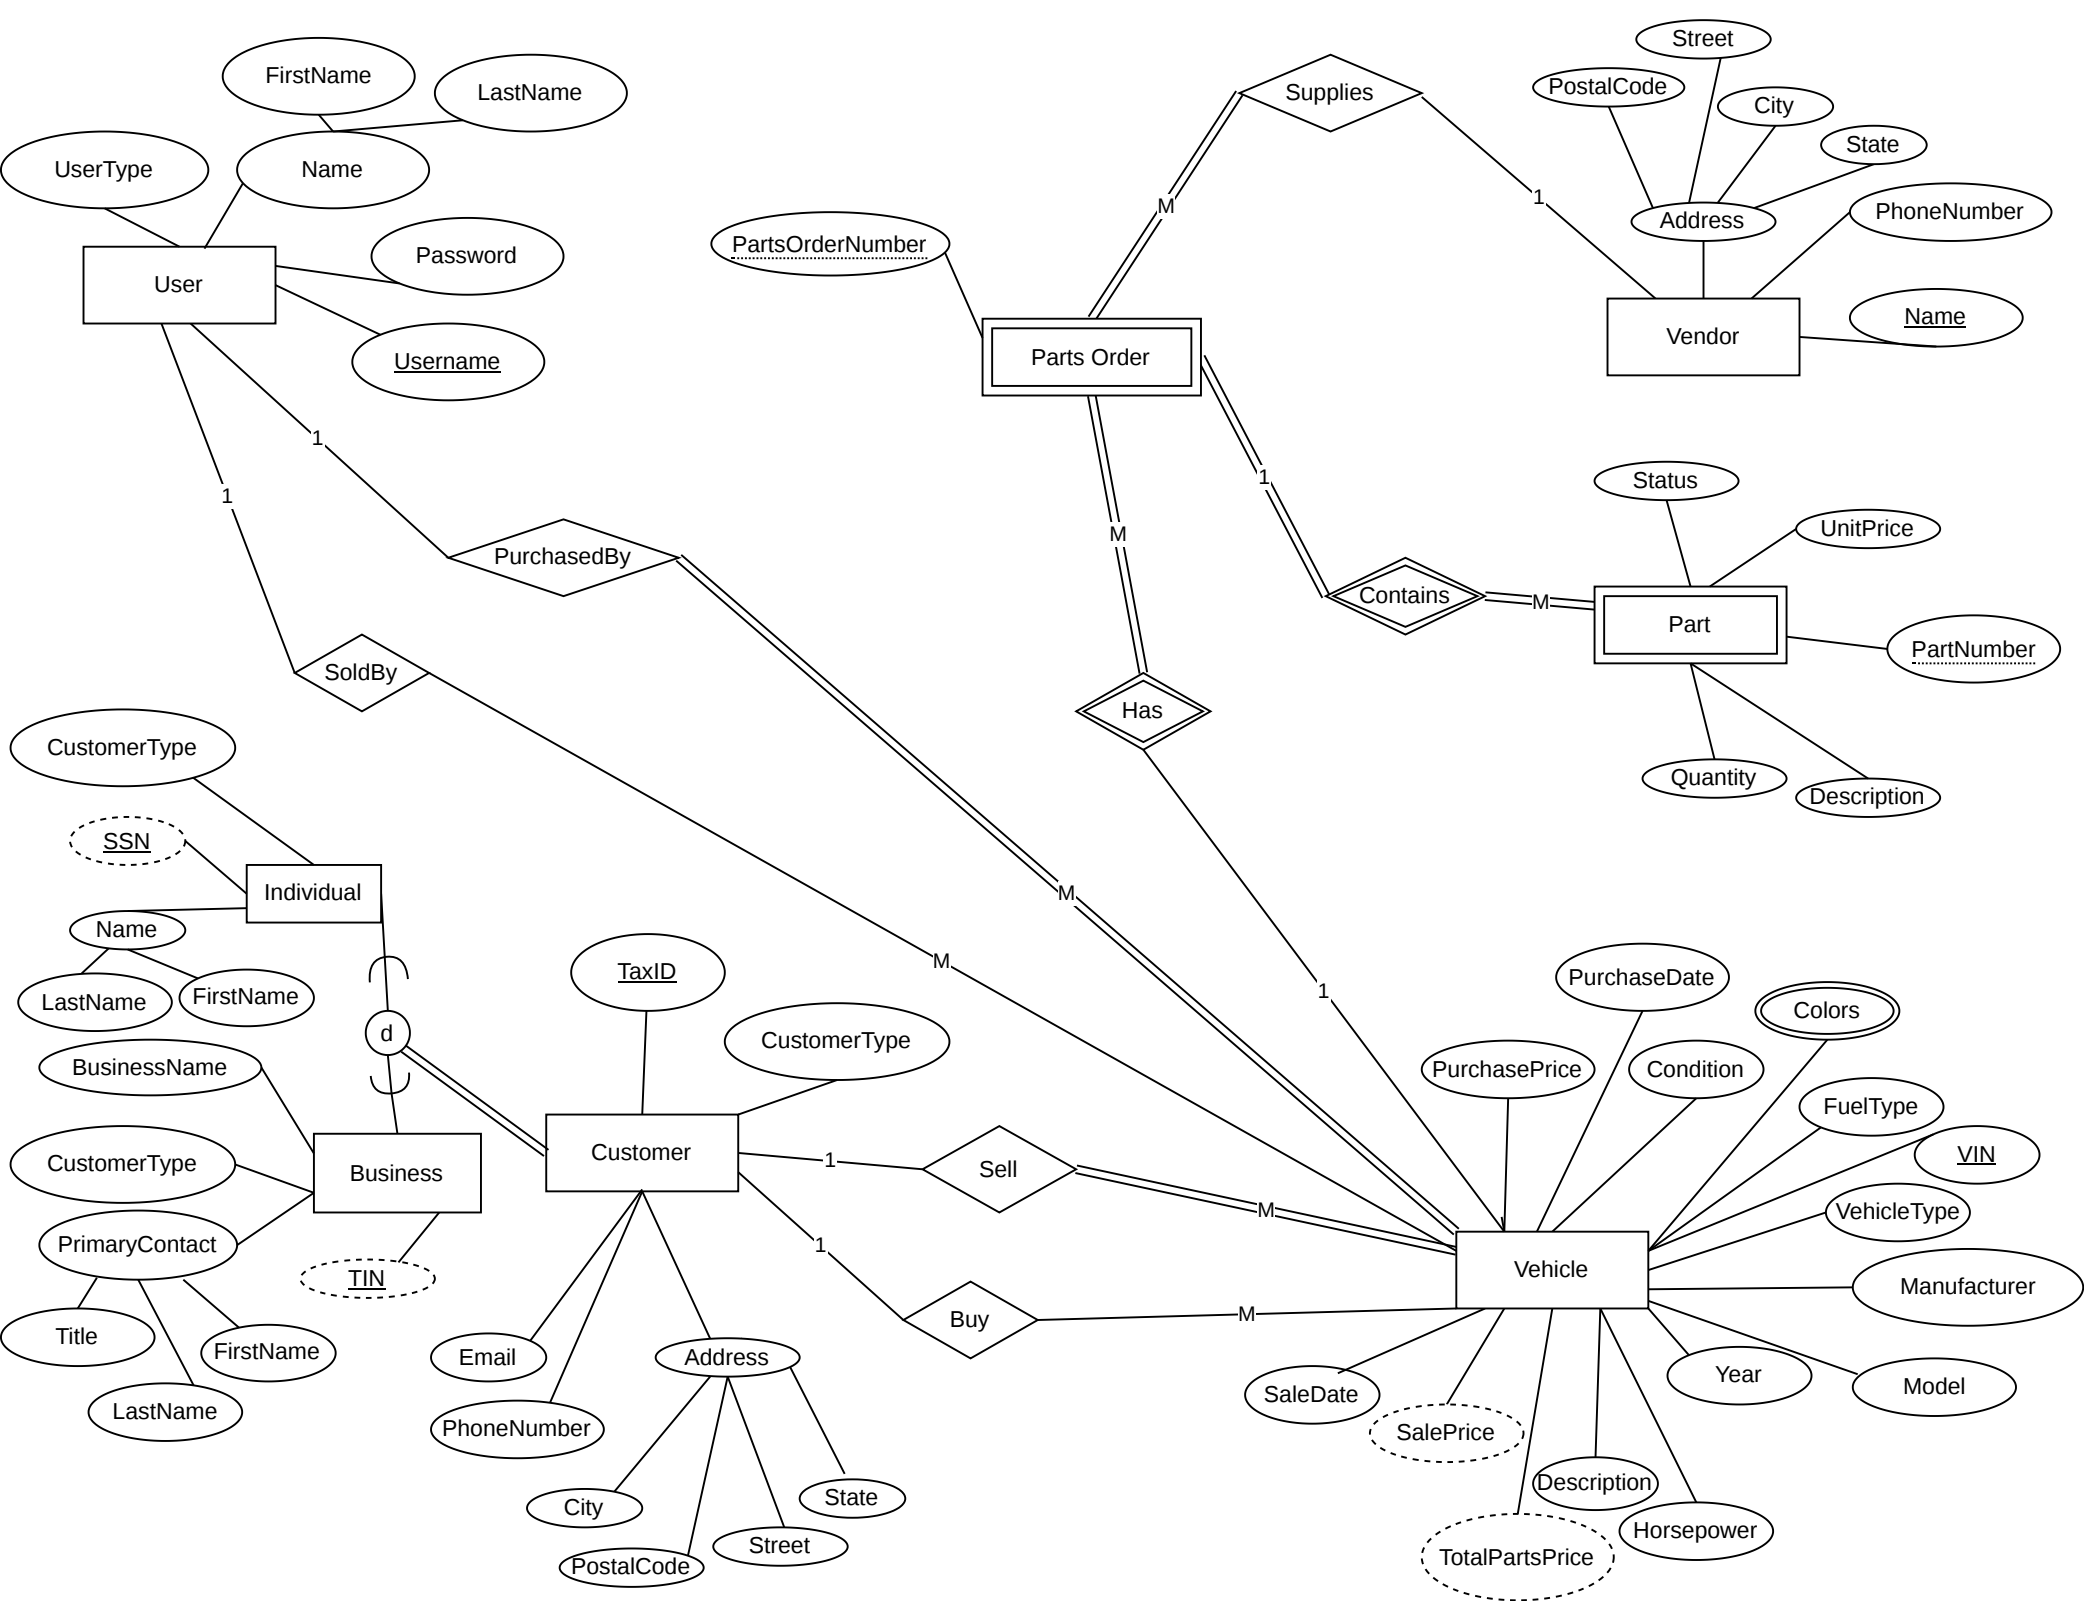 Street
FirstName
LastName
Supplies
PostalCode
City
State
UserType
Name
1
M
PhoneNumber
Address
PartsOrderNumber
Password
User
Name
Vendor
Parts Order
Username
1
1
Status
1
UnitPrice
M
PurchasedBy
Contains
M
Part
PartNumber
SoldBy
Has
CustomerType
Quantity
Description
SSN
Individual
M
Name
M
TaxID
PurchaseDate
1
LastName
FirstName
Colors
d
CustomerType
BusinessName
PurchasePrice
Condition
FuelType
VIN
Customer
1
Sell
CustomerType
Business
M
VehicleType
PrimaryContact
1
Vehicle
TIN
Manufacturer
Buy
M
Title
FirstName
Email
Address
Year
Model
SaleDate
LastName
PhoneNumber
SalePrice
Description
City
State
Street
PostalCode
Horsepower
TotalPartsPrice